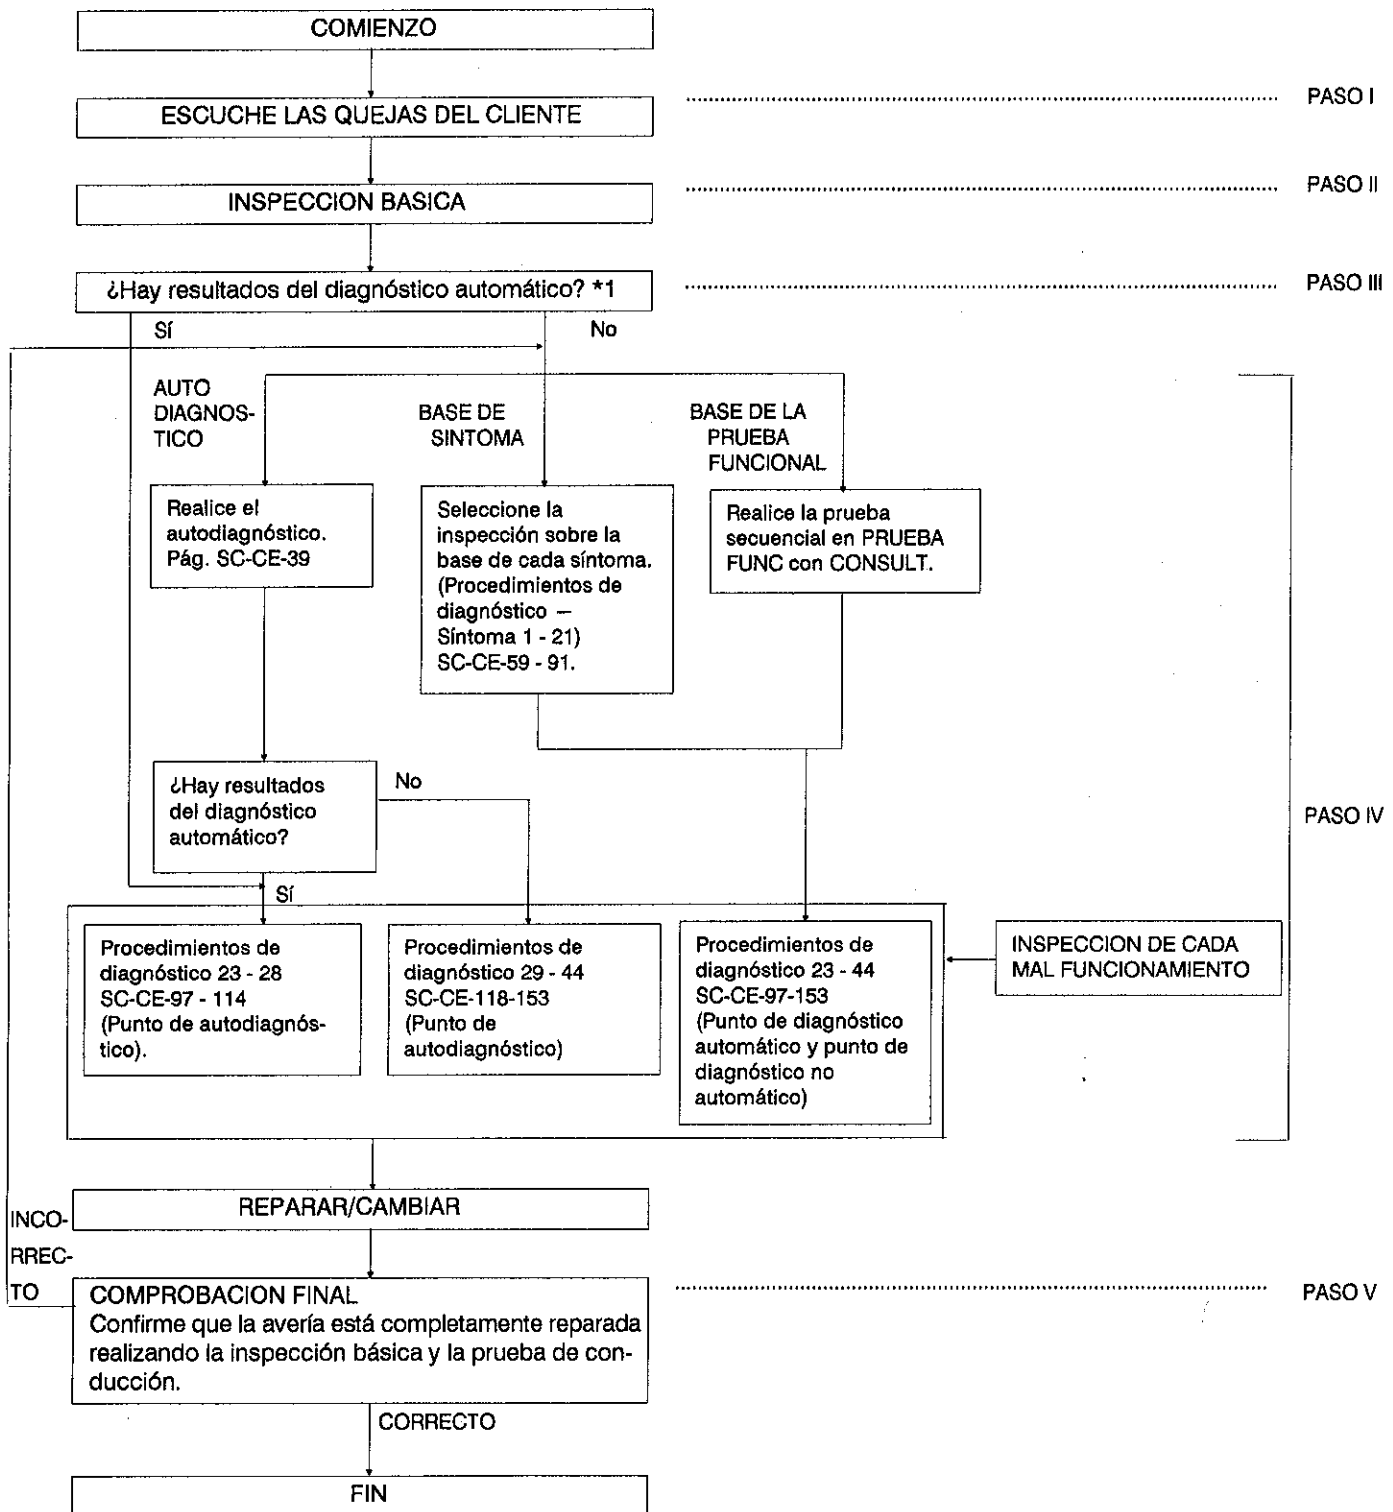 COMIENZO
ESCUCHE LAS QUEJAS DEL CLIENTE
PASO I
INSPECCION BASICA
PASO II
¿Hay resultados del diagnóstico automático? *1
PASO III
Sí
No
AUTO
DIAGNOS-
TICO
BASE DE
SINTOMA
BASE DE LA
PRUEBA
FUNCIONAL
Realice el
autodiagnóstico.
Pág. SC-CE-39
Seleccione la
inspección sobre la
base de cada síntoma.
(Procedimientos de
diagnóstico —
Síntoma 1 - 21)
SC-CE-59 - 91.
Realice la prueba
secuencial en PRUEBA
FUNC con CONSULT.
¿Hay resultados
del diagnóstico
automático?
No
Sí
PASO IV
Procedimientos de
diagnóstico 23 - 28
SC-CE-97 - 114
(Punto de autodiagnós-
tico).
Procedimientos de
diagnóstico 29 - 44
SC-CE-118-153
(Punto de
autodiagnóstico)
Procedimientos de
diagnóstico 23 - 44
SC-CE-97-153
(Punto de diagnóstico
automático y punto de
diagnóstico no
automático)
INSPECCION DE CADA
MAL FUNCIONAMIENTO
REPARAR/CAMBIAR
INCO-
RREC-
TO
COMPROBACION FINAL
Confirme que la avería está completamente reparada
realizando la inspección básica y la prueba de con-
ducción.
PASO V
CORRECTO
FIN